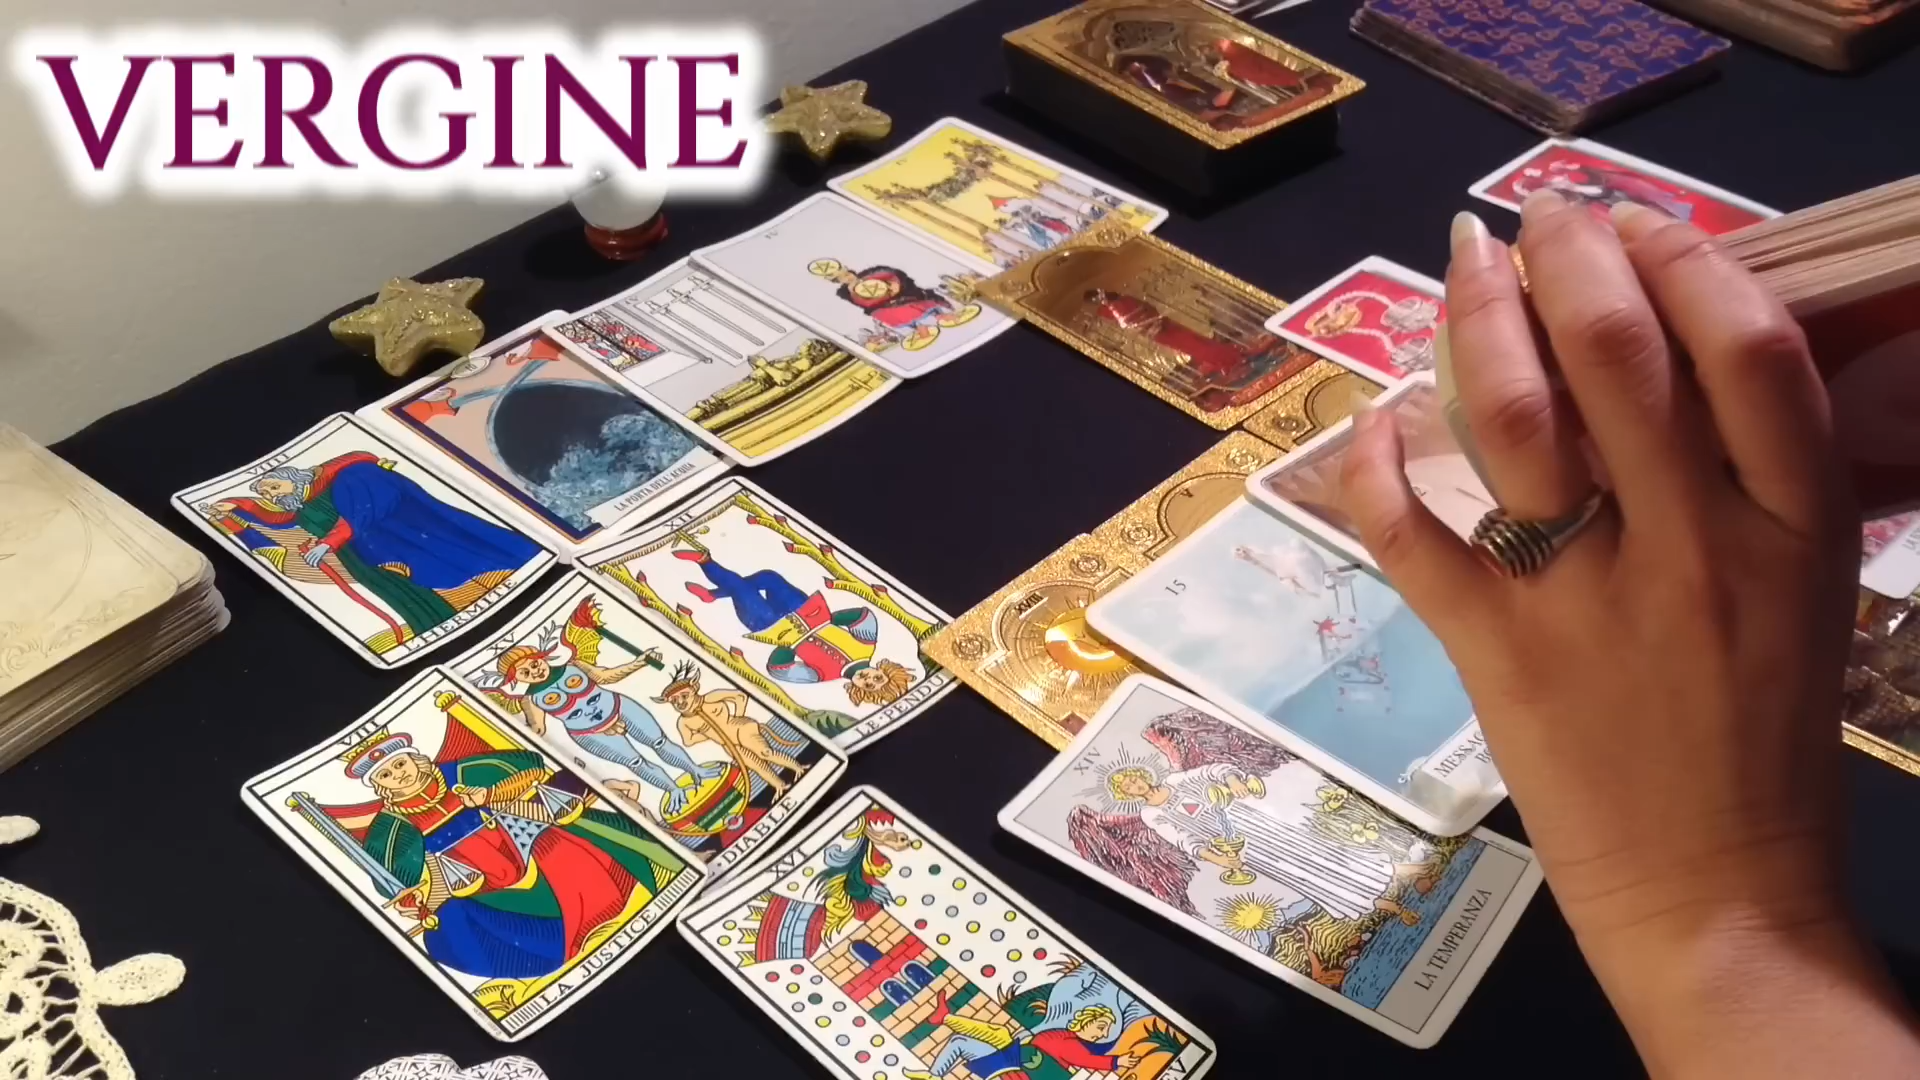 VERGINE
VIIII
L'HERMITE
LA PORTA DELL'ACQUA
XII
LE·PENDU
XV
·DIABLE
VIII
LA JUSTICE
XVI
XVIII
A
15
XIV
LA TEMPERANZA